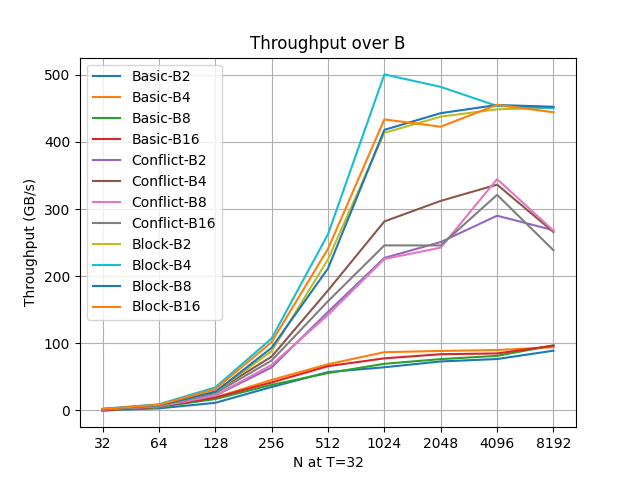 Throughput over B
Throughput (GB/s)
500
400
300
200
100
0
Basic-B2
Basic-B4
Basic-B8
Basic-B16
Conflict-B2
Conflict-B4
Conflict-B8
Conflict-B16
Block-B2
Block-B4
Block-B8
Block-B16
32 64 128 256 512 1024 2048 4096 8192
N at T=32